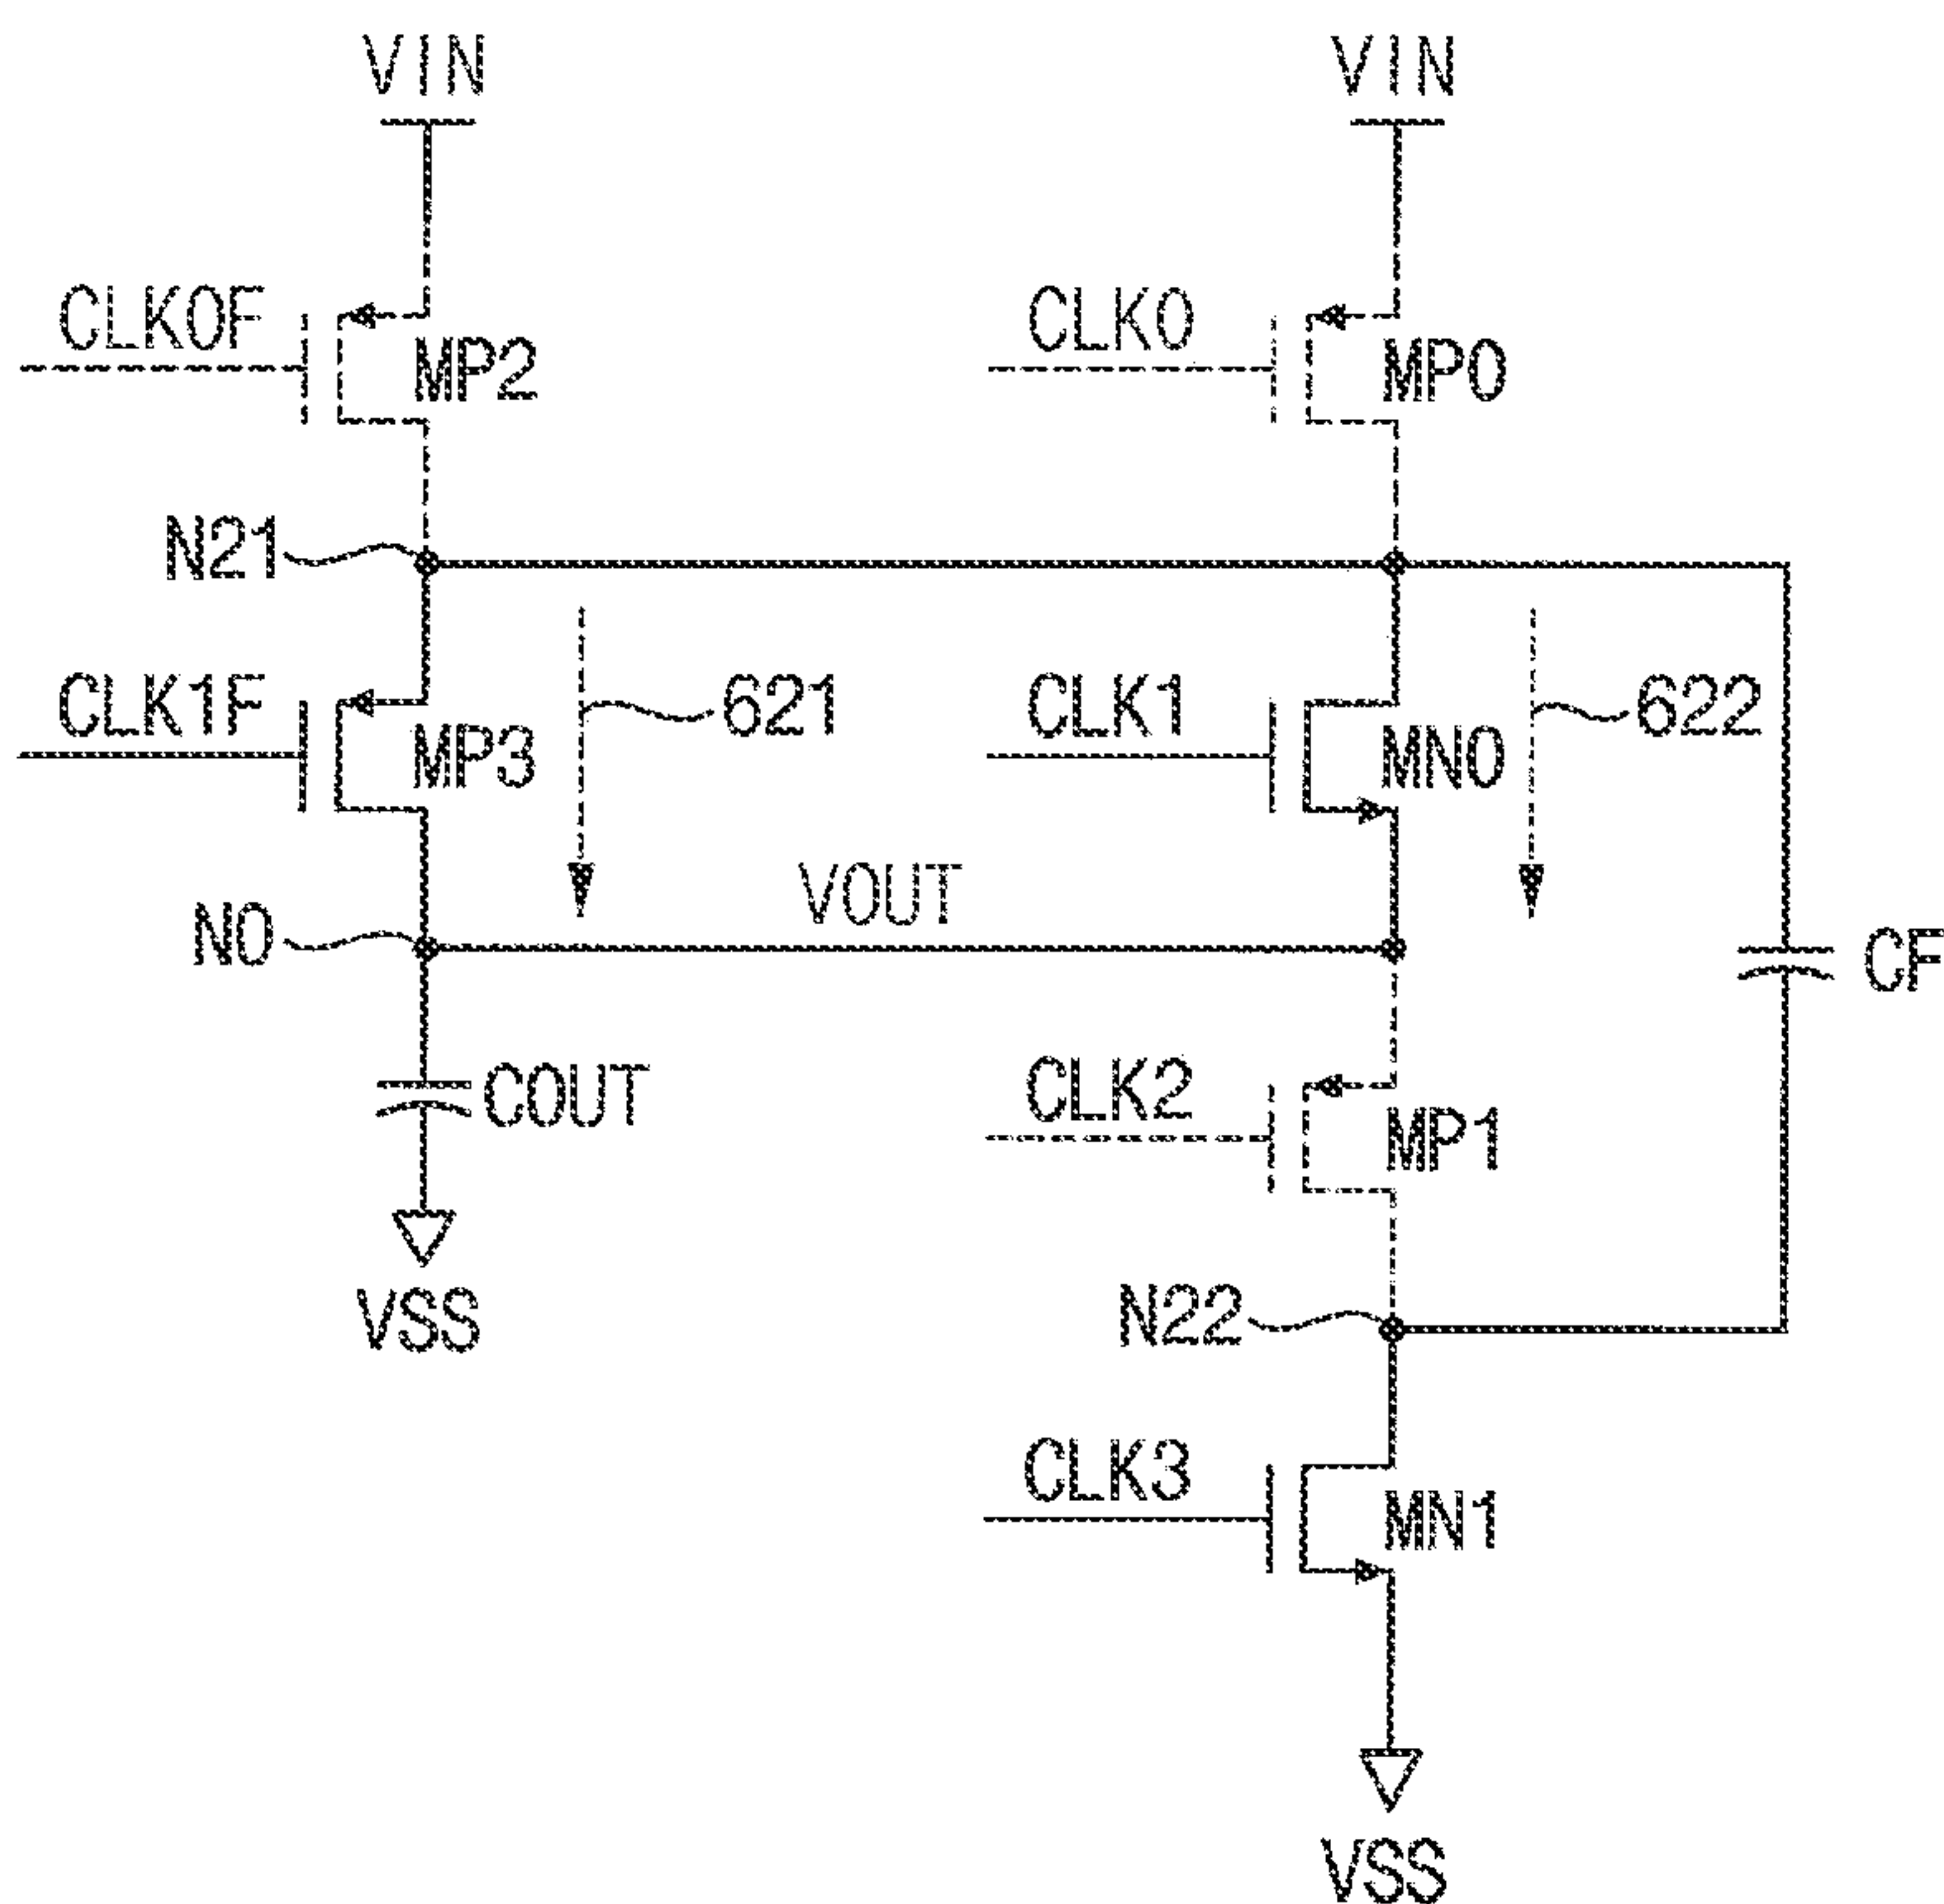 VIN VIN
CLK0F MP2 CLK0 MP0
N21
CLK1F MP3 621 CLK1 MN0 622
N0 VOUT CF
COUT CLK2 MP1
VSS N22
CLK3 MN1
VSS